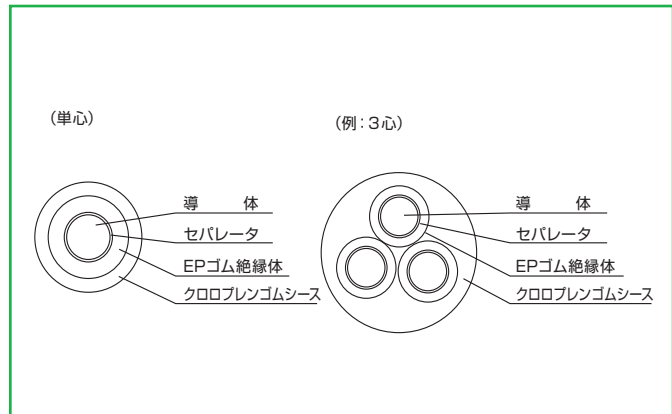 （単心）
導　　体
セパレータ
EPゴム絶縁体
クロロプレンゴムシース
（例：3心）
導　　体
セパレータ
EPゴム絶縁体
クロロプレンゴムシース